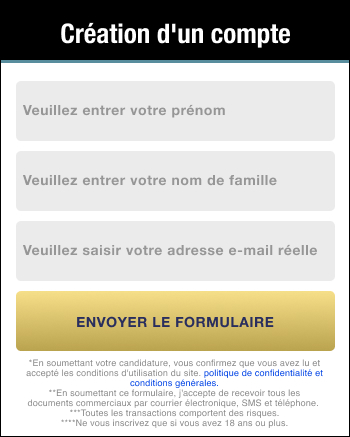 Création d'un compte
Veuillez entrer votre prénom
Veuillez entrer votre nom de famille
Veuillez saisir votre adresse e-mail réelle
ENVOYER LE FORMULAIRE
*En soumettant votre candidature, vous confirmez que vous avez lu et
accepté les conditions d'utilisation du site. politique de confidentialité et
conditions générales.
**En soumettant ce formulaire, j'accepte de recevoir tous les
documents commerciaux par courrier électronique, SMS et téléphone.
***Toutes les transactions comportent des risques.
****Ne vous inscrivez que si vous avez 18 ans ou plus.